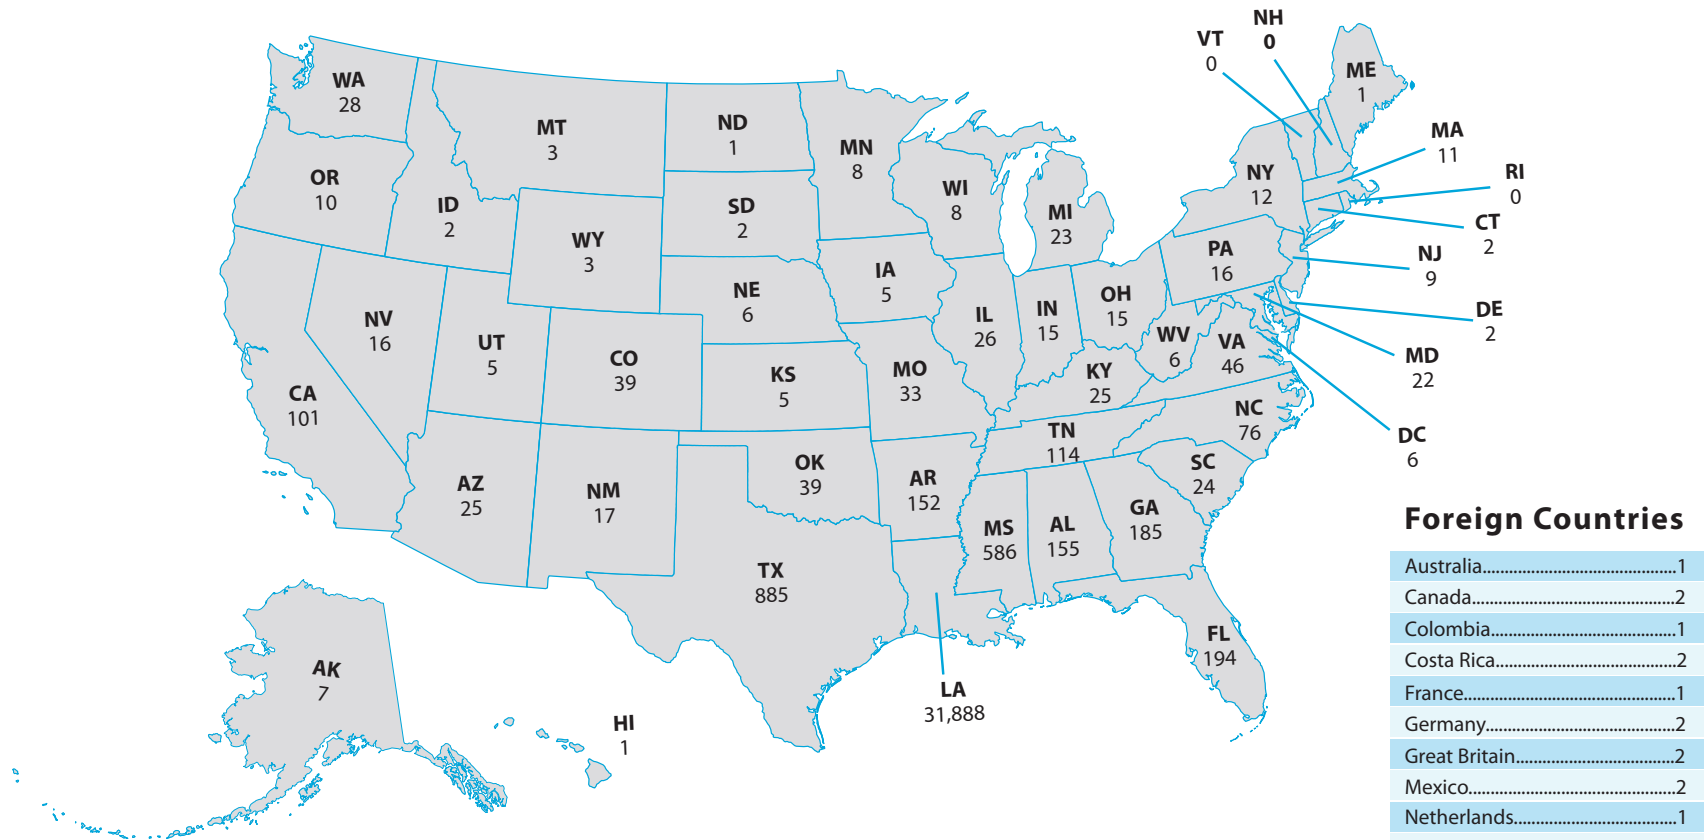 NH
0
VT
0
ME
1
WA
28
MT
3
ND
1
MN
8
MA
11
OR
10
ID
2
SD
2
WI
8
MI
23
NY
12
RI
0
CT
2
WY
3
PA
16
NJ
9
IA
5
NE
6
OH
15
IN
15
IL
26
DE
2
NV
16
UT
5
WV
6
VA
46
MD
22
CO
39
KS
5
MO
33
KY
25
CA
101
NC
76
TN
114
DC
6
OK
39
SC
24
AZ
25
NM
17
AR
152
GA
185
MS
586
AL
155
TX
885
FL
194
AK
7
LA
31,888
HI
1
Foreign Countries
Australia.......................................1
Canada.........................................2
Colombia.....................................1
Costa Rica....................................2
France...........................................1
Germany......................................2
Great Britain................................2
Mexico..........................................2
Netherlands.................................1